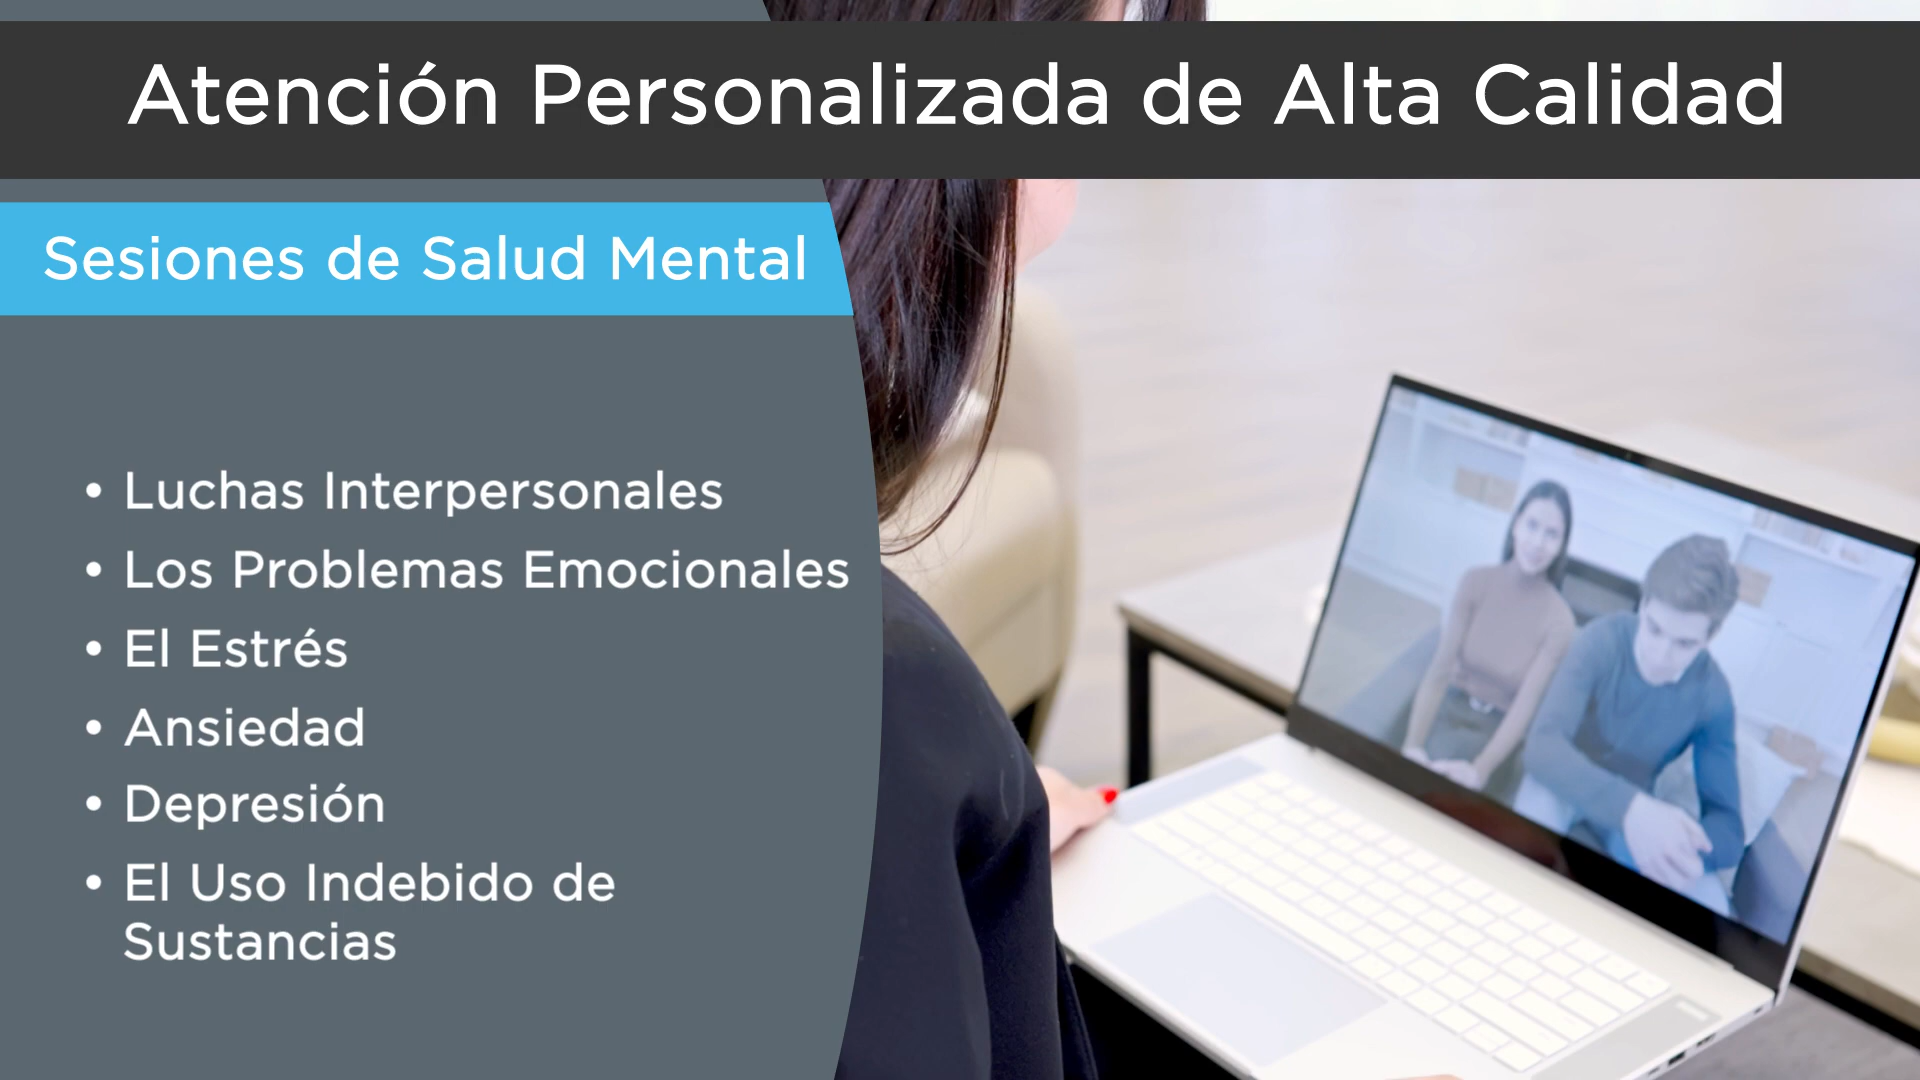 Atención Personalizada de Alta Calidad
Sesiones de Salud Mental
• Luchas Interpersonales
• Los Problemas Emocionales
• El Estrés
• Ansiedad
• Depresión
• El Uso Indebido de
Sustancias